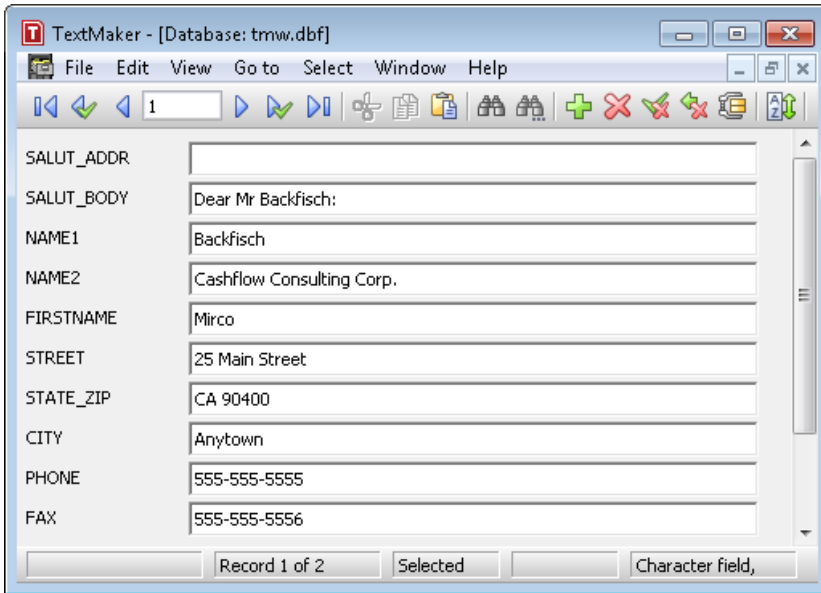 TextMaker - [Database: tmw.dbf]
File Edit View Go to Select Window Help
1
SALUT_ADDR
SALUT_BODY Dear Mr Backfisch:
NAME1 Backfisch
NAME2 Cashflow Consulting Corp.
FIRSTNAME Mirco
STREET 25 Main Street
STATE_ZIP CA 90400
CITY Anytown
PHONE 555-555-5555
FAX 555-555-5556
Record 1 of 2 Selected Character field,